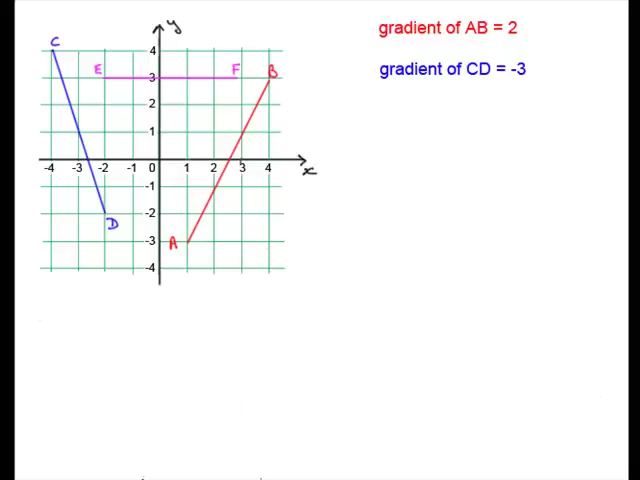 gradient of AB = 2
gradient of CD = -3
y
C
4
E
3
F
B
2
1
-4 -3 -2 -1 0 1 2 3 4
x
-1
-2
D
-3
A
-4